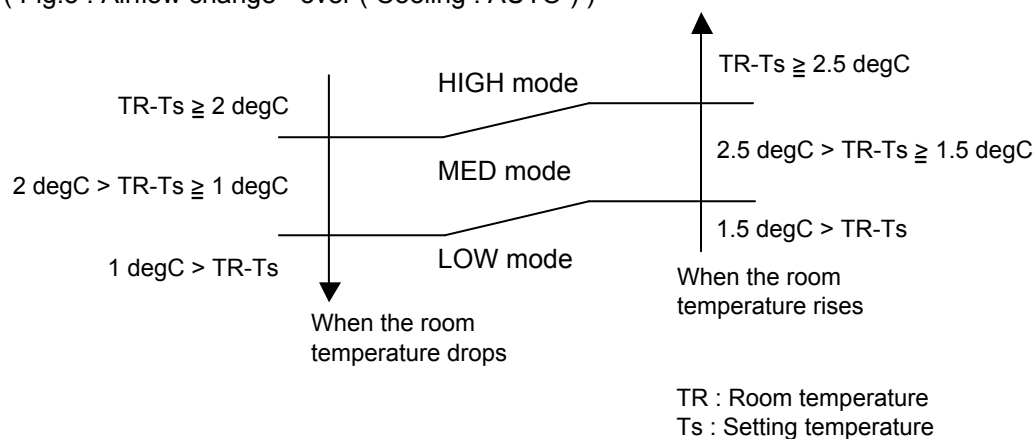 ( Fig.6 : Airflow change - over ( Cooling : AUTO ) )
TR-Ts ≧ 2 degC
2 degC > TR-Ts ≧ 1 degC
1 degC > TR-Ts
When the room
temperature drops
HIGH mode
MED mode
LOW mode
TR-Ts ≧ 2.5 degC
2.5 degC > TR-Ts ≧ 1.5 degC
1.5 degC > TR-Ts
When the room
temperature rises
TR : Room temperature
Ts : Setting temperature